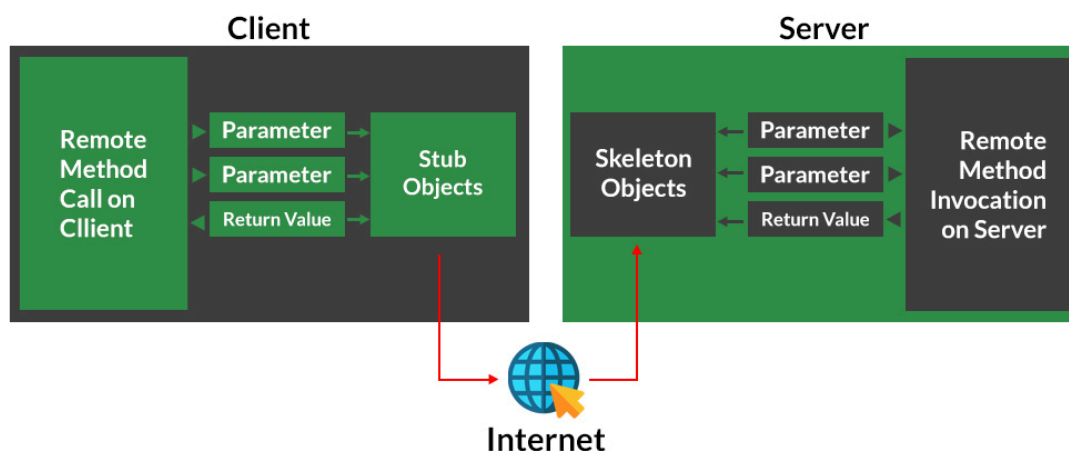 Client
Server
Remote
Method
Call on
Cllient
Parameter
Parameter
Return Value
Stub
Objects
Skeleton
Objects
Parameter
Parameter
Return Value
Remote
Method
Invocation
on Server
Internet